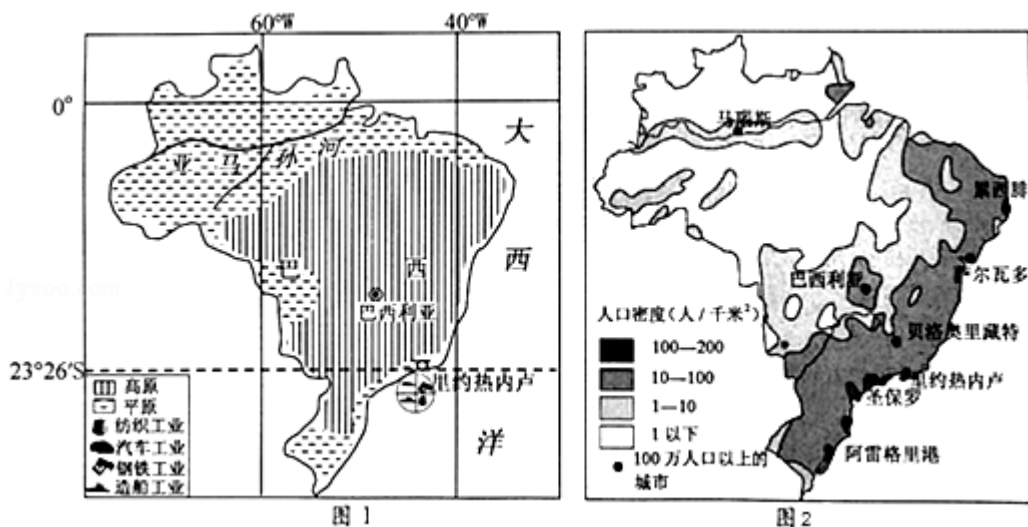 60°W
40°W
0°
大
西
洋
亚马孙河
巴
西
巴西利亚
23°26′S
里约热内卢
高原
平原
纺织工业
汽车工业
钢铁工业
造船工业
图1
马瑙斯
累西腓
萨尔瓦多
巴西利亚
人口密度(人/千米²)
贝洛奥里藏特
100—200
10—100
里约热内卢
圣保罗
1—10
1以下
阿雷格里港
100万人口以上的
城市
图2